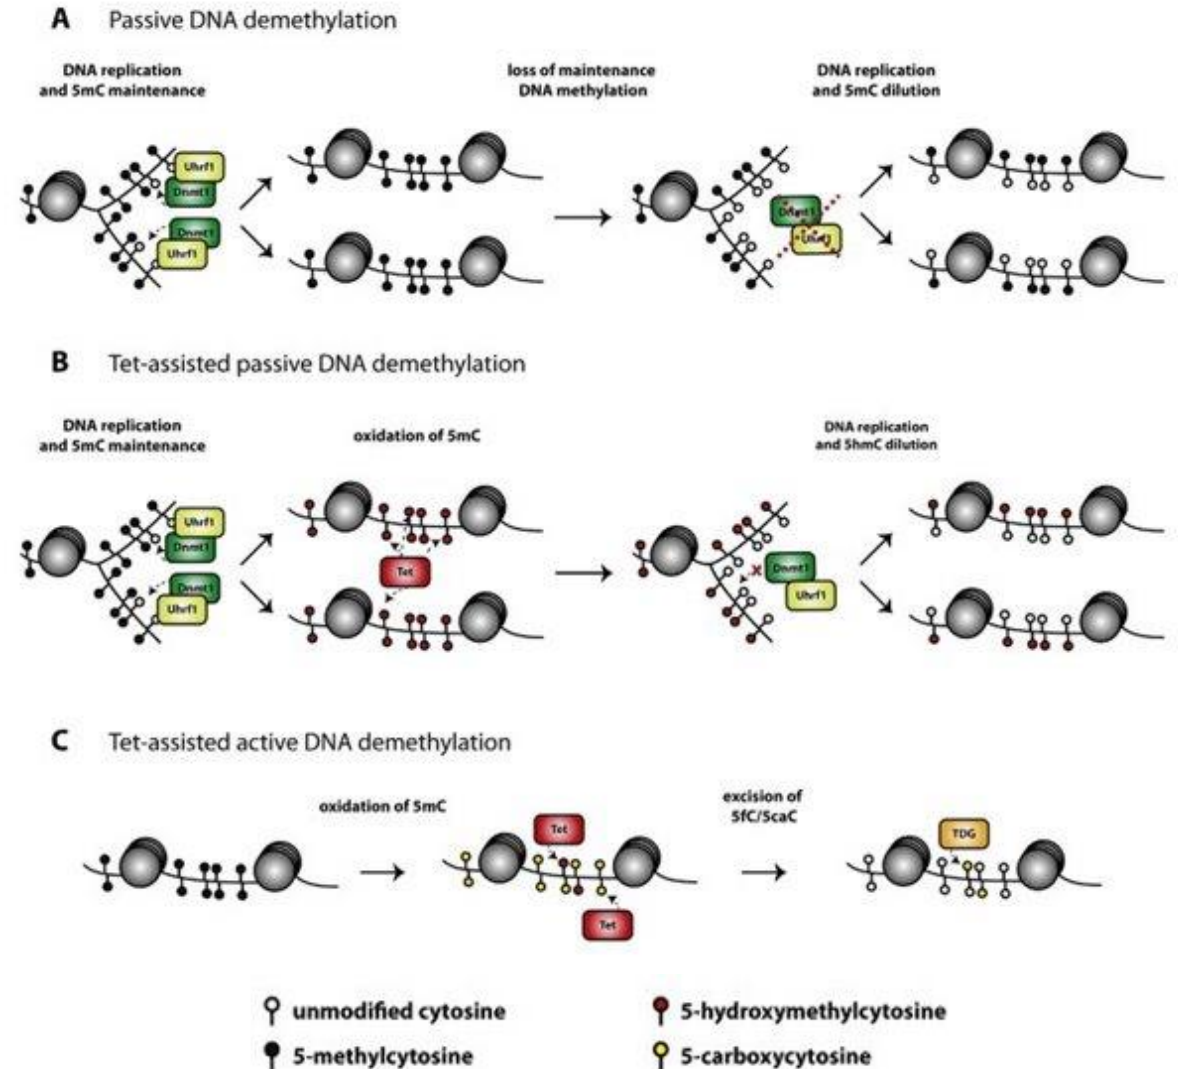 A Passive DNA demethylation
DNA replication
and 5mC maintenance
loss of maintenance
DNA methylation
DNA replication
and 5mC dilution
Uhrf1
Dnmt1
Dnmt1
Uhrf1
Dnmt1
Uhrf1
B Tet-assisted passive DNA demethylation
DNA replication
and 5mC maintenance
oxidation of 5mC
DNA replication
and 5hmC dilution
Uhrf1
Dnmt1
Dnmt1
Uhrf1
Tet
Dnmt1
Uhrf1
C Tet-assisted active DNA demethylation
oxidation of 5mC
excision of
5fC/5caC
Tet
Tet
TDG
unmodified cytosine
5-hydroxymethylcytosine
5-methylcytosine
5-carboxycytosine